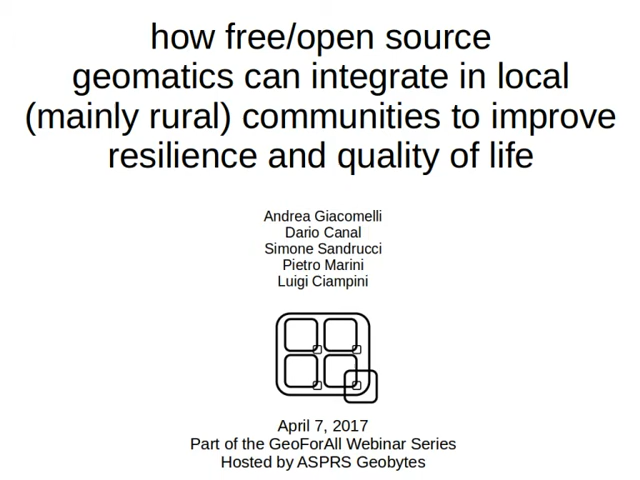 how free/open source
geomatics can integrate in local
(mainly rural) communities to improve
resilience and quality of life
Andrea Giacomelli
Dario Canal
Simone Sandrucci
Pietro Marini
Luigi Ciampini
April 7, 2017
Part of the GeoForAll Webinar Series
Hosted by ASPRS Geobytes